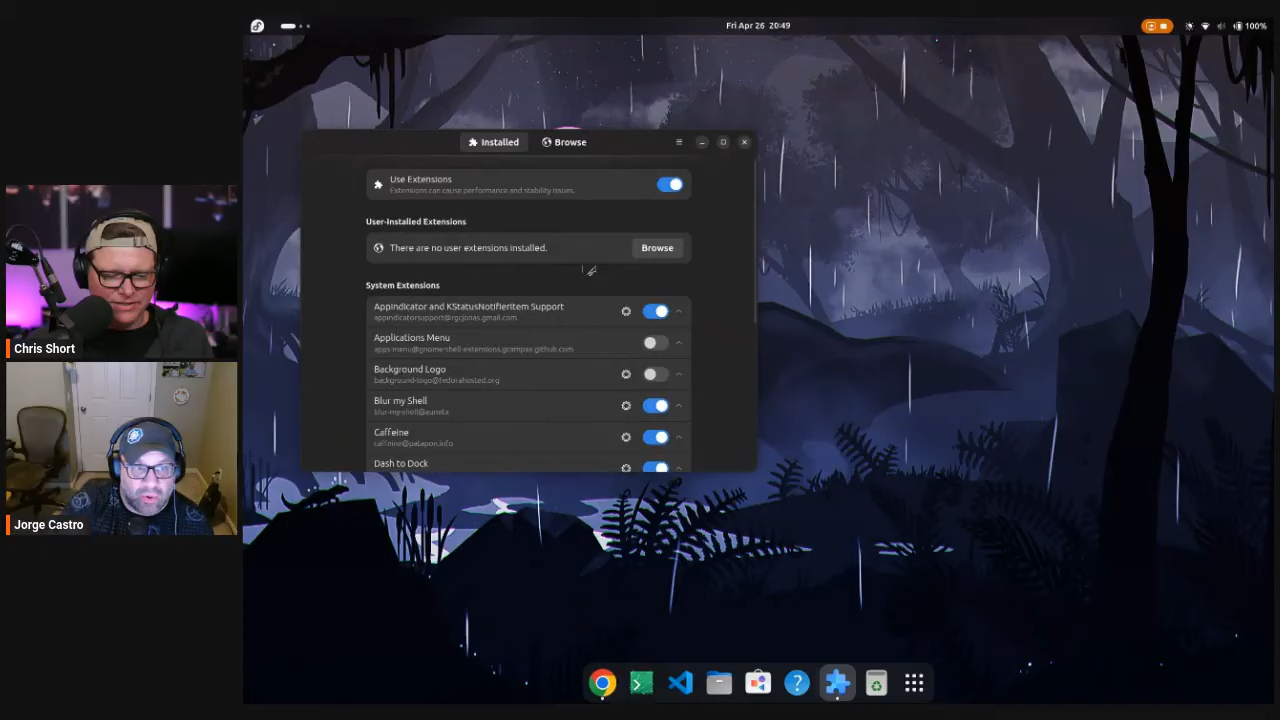 Fri Apr 26 20:49
100%
Installed
Browse
Use Extensions
Extensions can cause performance and stability issues.
User-Installed Extensions
There are no user extensions installed.
Browse
System Extensions
AppIndicator and KStatusNotifierItem Support
appindicatorsupport@rgcjonas.gmail.com
Applications Menu
apps-menu@gnome-shell-extensions.gcampax.github.com
Background Logo
background-logo@fedorahosted.org
Blur my Shell
blur-my-shell@aunetx
Caffeine
caffeine@patapon.info
Dash to Dock
Chris Short
Jorge Castro